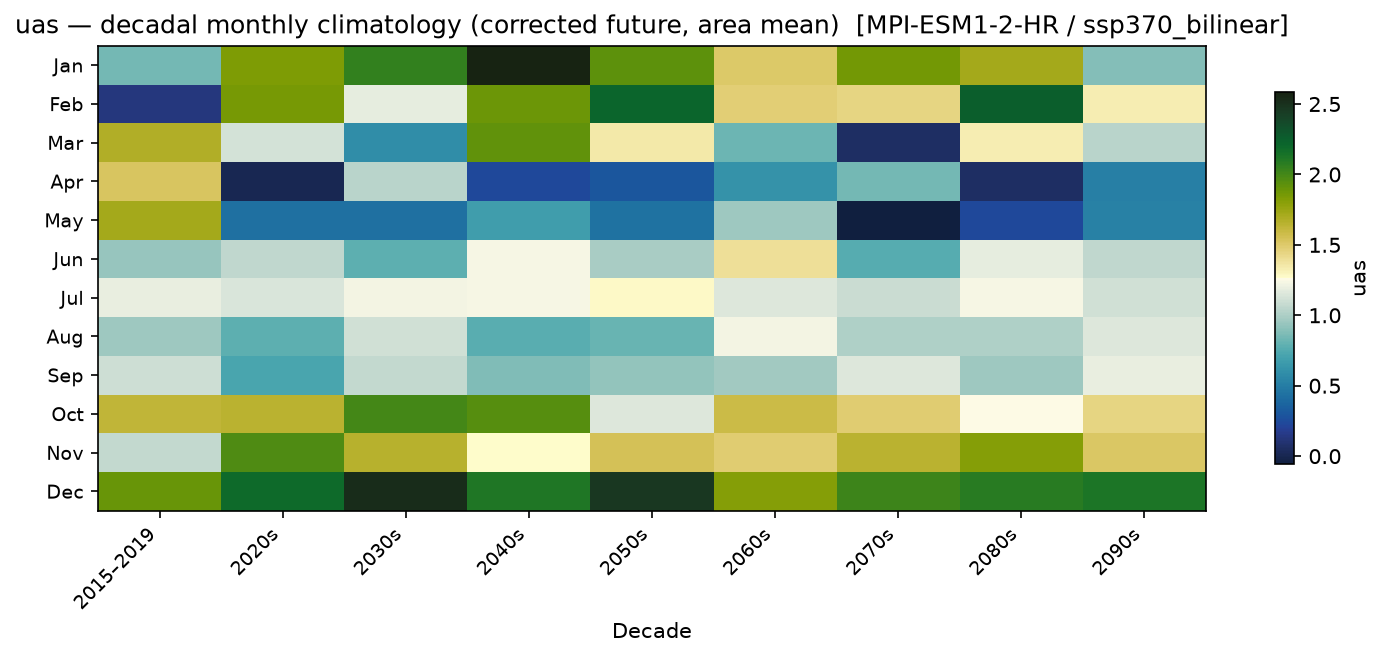 uas — decadal monthly climatology (corrected future, area mean)  [MPI-ESM1-2-HR / ssp370_bilinear]
Jan
Feb
Mar
Apr
May
Jun
Jul
Aug
Sep
Oct
Nov
Dec
2015–2019
2020s
2030s
2040s
2050s
2060s
2070s
2080s
2090s
Decade
2.5
2.0
1.5
1.0
0.5
0.0
uas